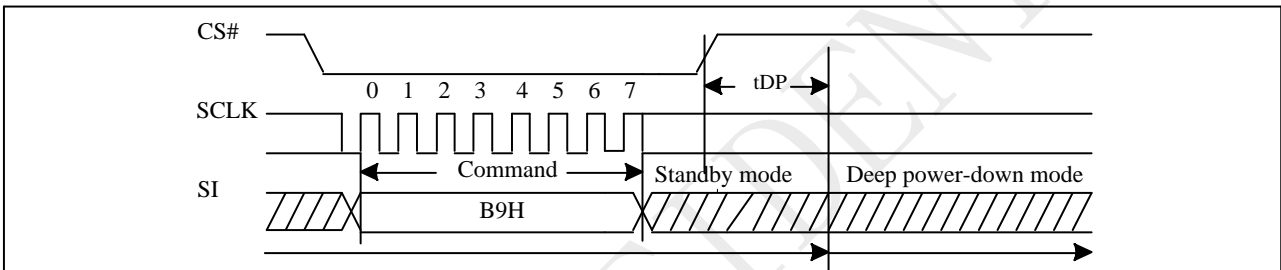 CS#
tDP
0 1 2 3 4 5 6 7
SCLK
Command
Standby mode
Deep power-down mode
SI
B9H